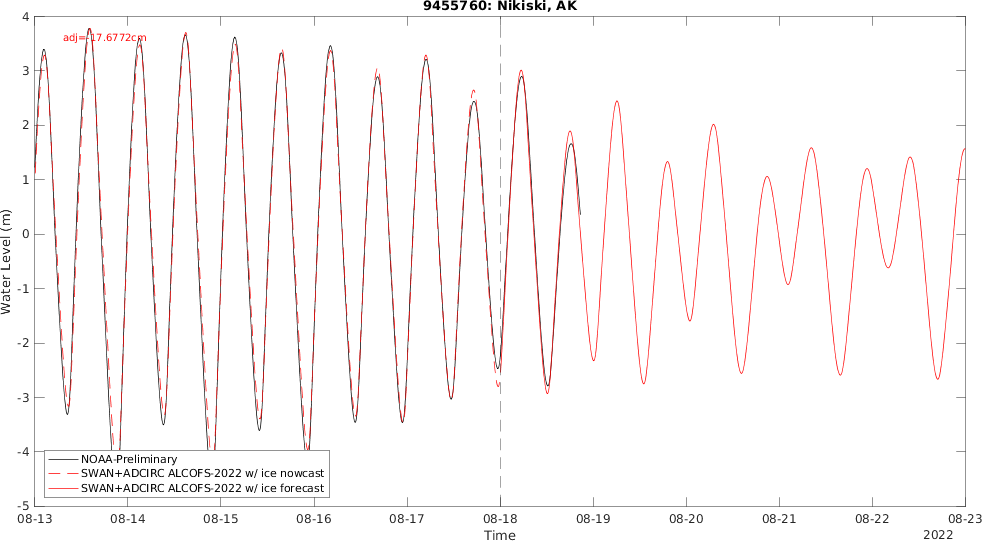 9455760: Nikiski, AK
adj=-17.6772cm
Water Level (m)
4
3
2
1
0
-1
-2
-3
-4
-5
NOAA-Preliminary
SWAN+ADCIRC ALCOFS-2022 w/ ice nowcast
SWAN+ADCIRC ALCOFS-2022 w/ ice forecast
08-13 08-14 08-15 08-16 08-17 08-18 08-19 08-20 08-21 08-22 08-23
Time
2022